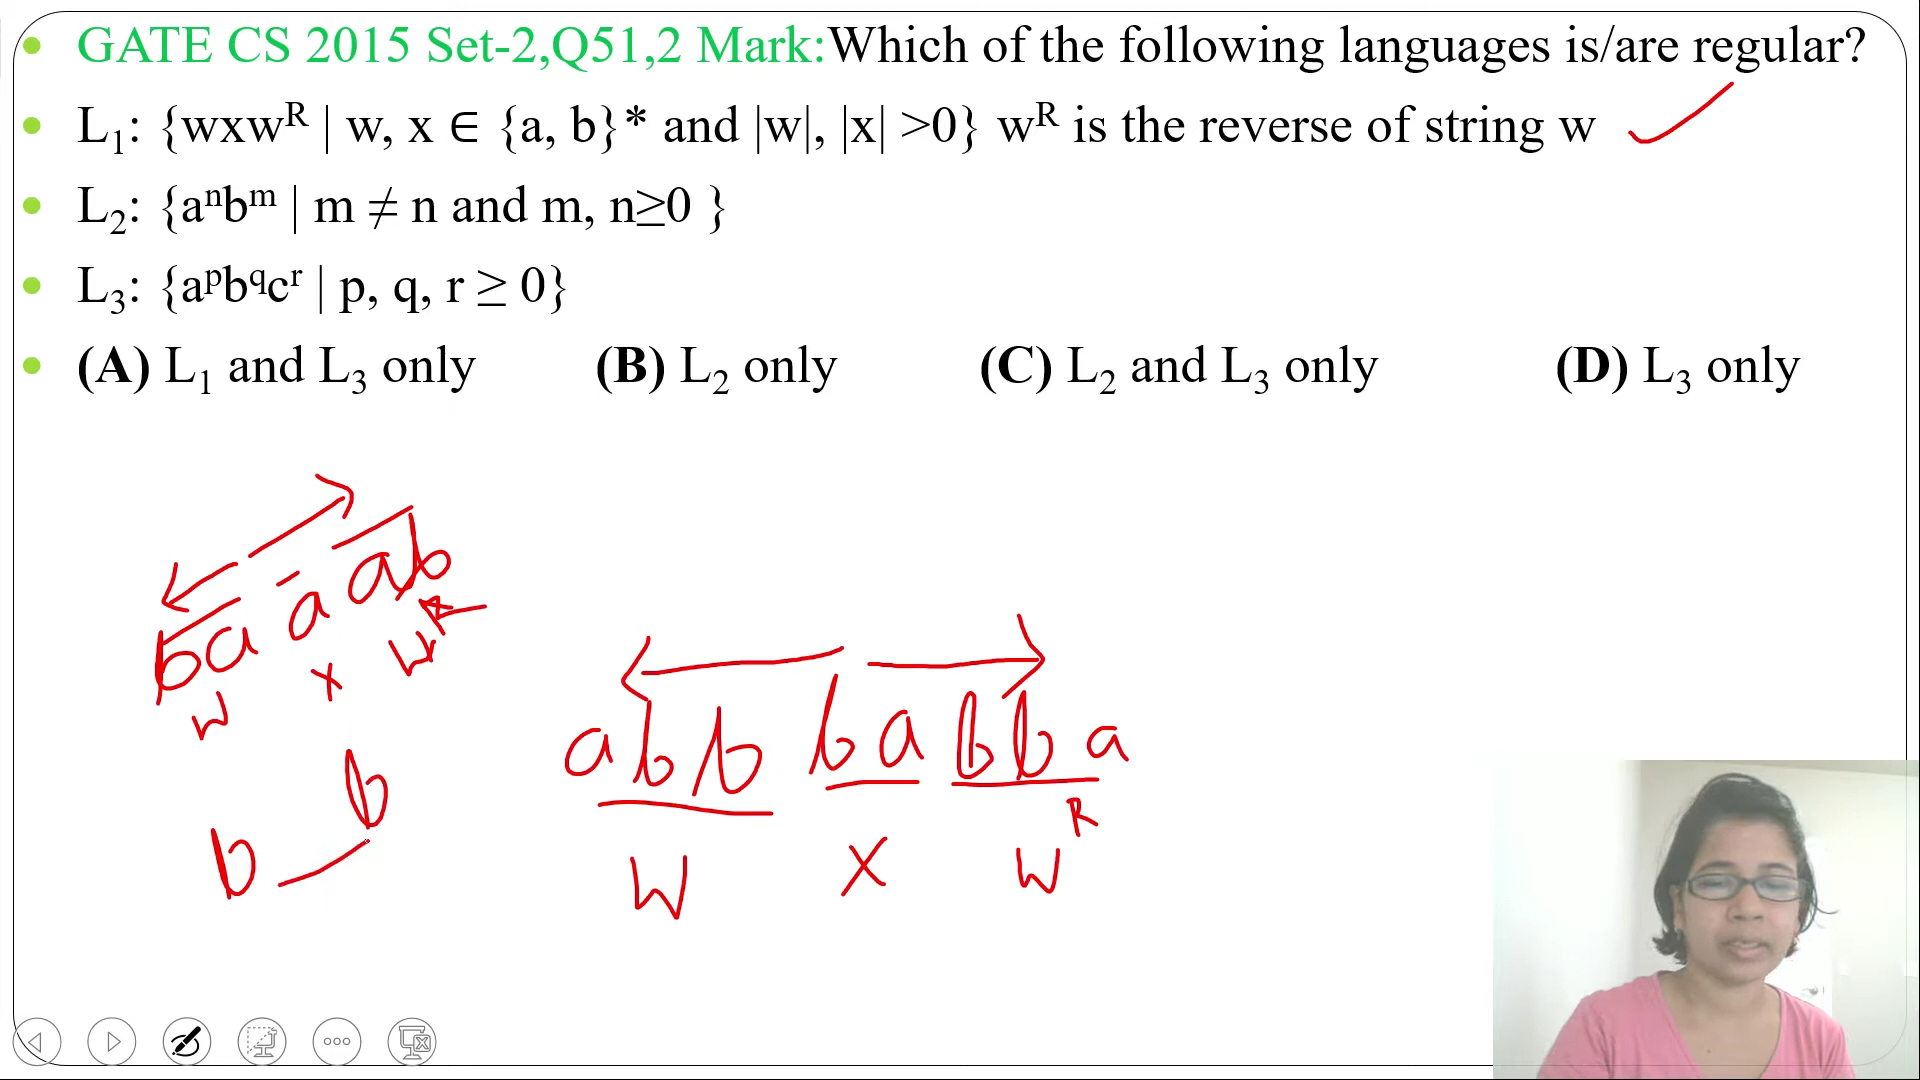 GATE CS 2015 Set-2,Q51,2 Mark:Which of the following languages is/are regular?
L₁: {wxwᴿ | w, x ∈ {a, b}* and |w|, |x| >0} wᴿ is the reverse of string w
L₂: {aⁿbᵐ | m ≠ n and m, n≥0 }
L₃: {aᵖb^qcʳ | p, q, r ≥ 0}
(A) L₁ and L₃ only (B) L₂ only (C) L₂ and L₃ only (D) L₃ only
ba a ab
w x wᴿ
b b
abb ba bba
w x wᴿ